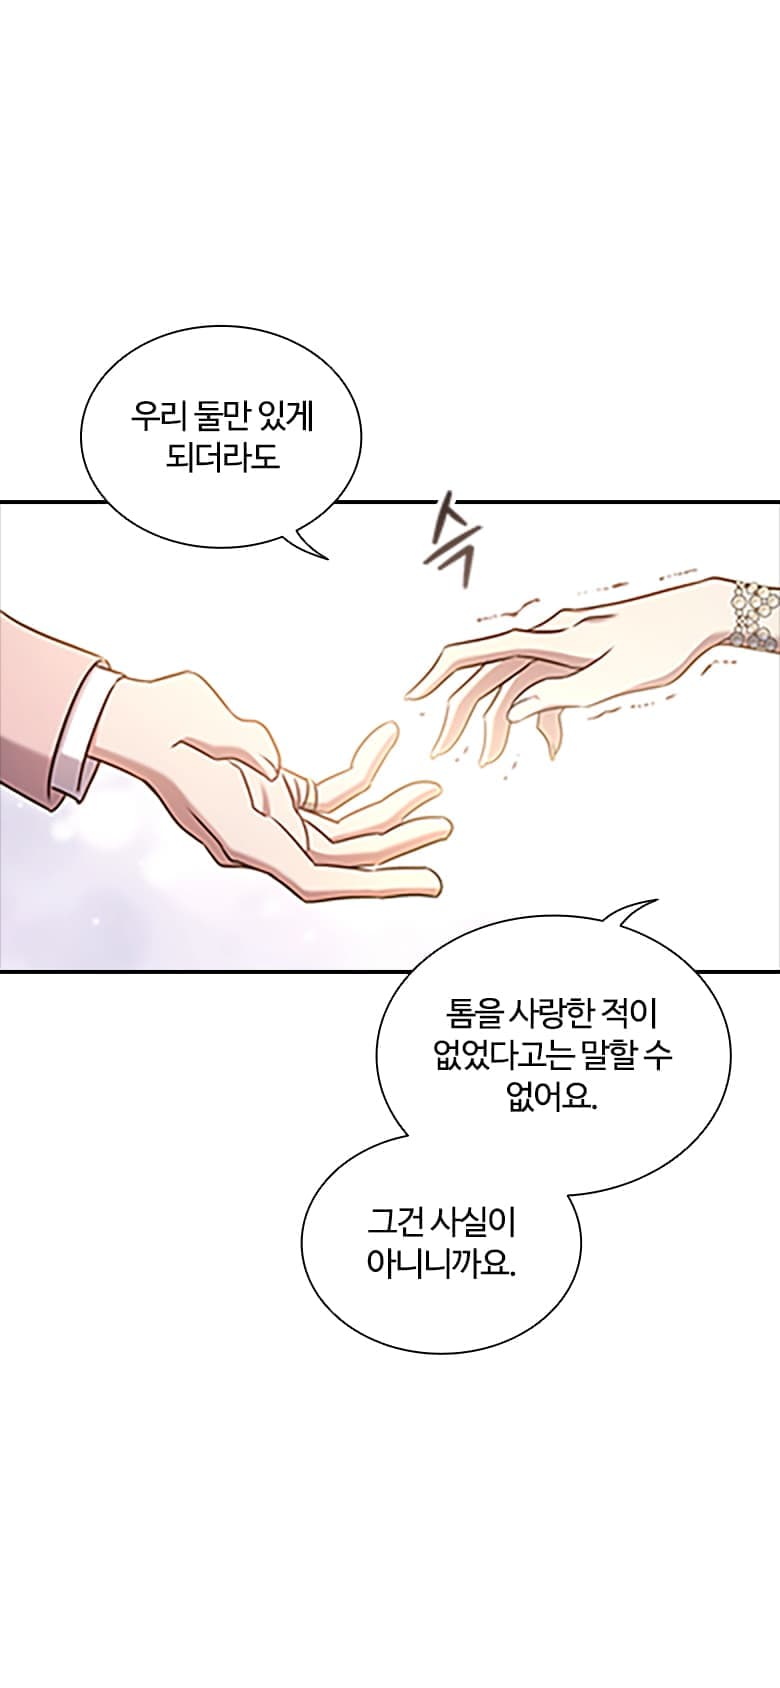 우리 둘만 있게
되더라도
스윽
톰을 사랑한 적이
없었다고는 말할 수
없어요.
그건 사실이
아니니까요.